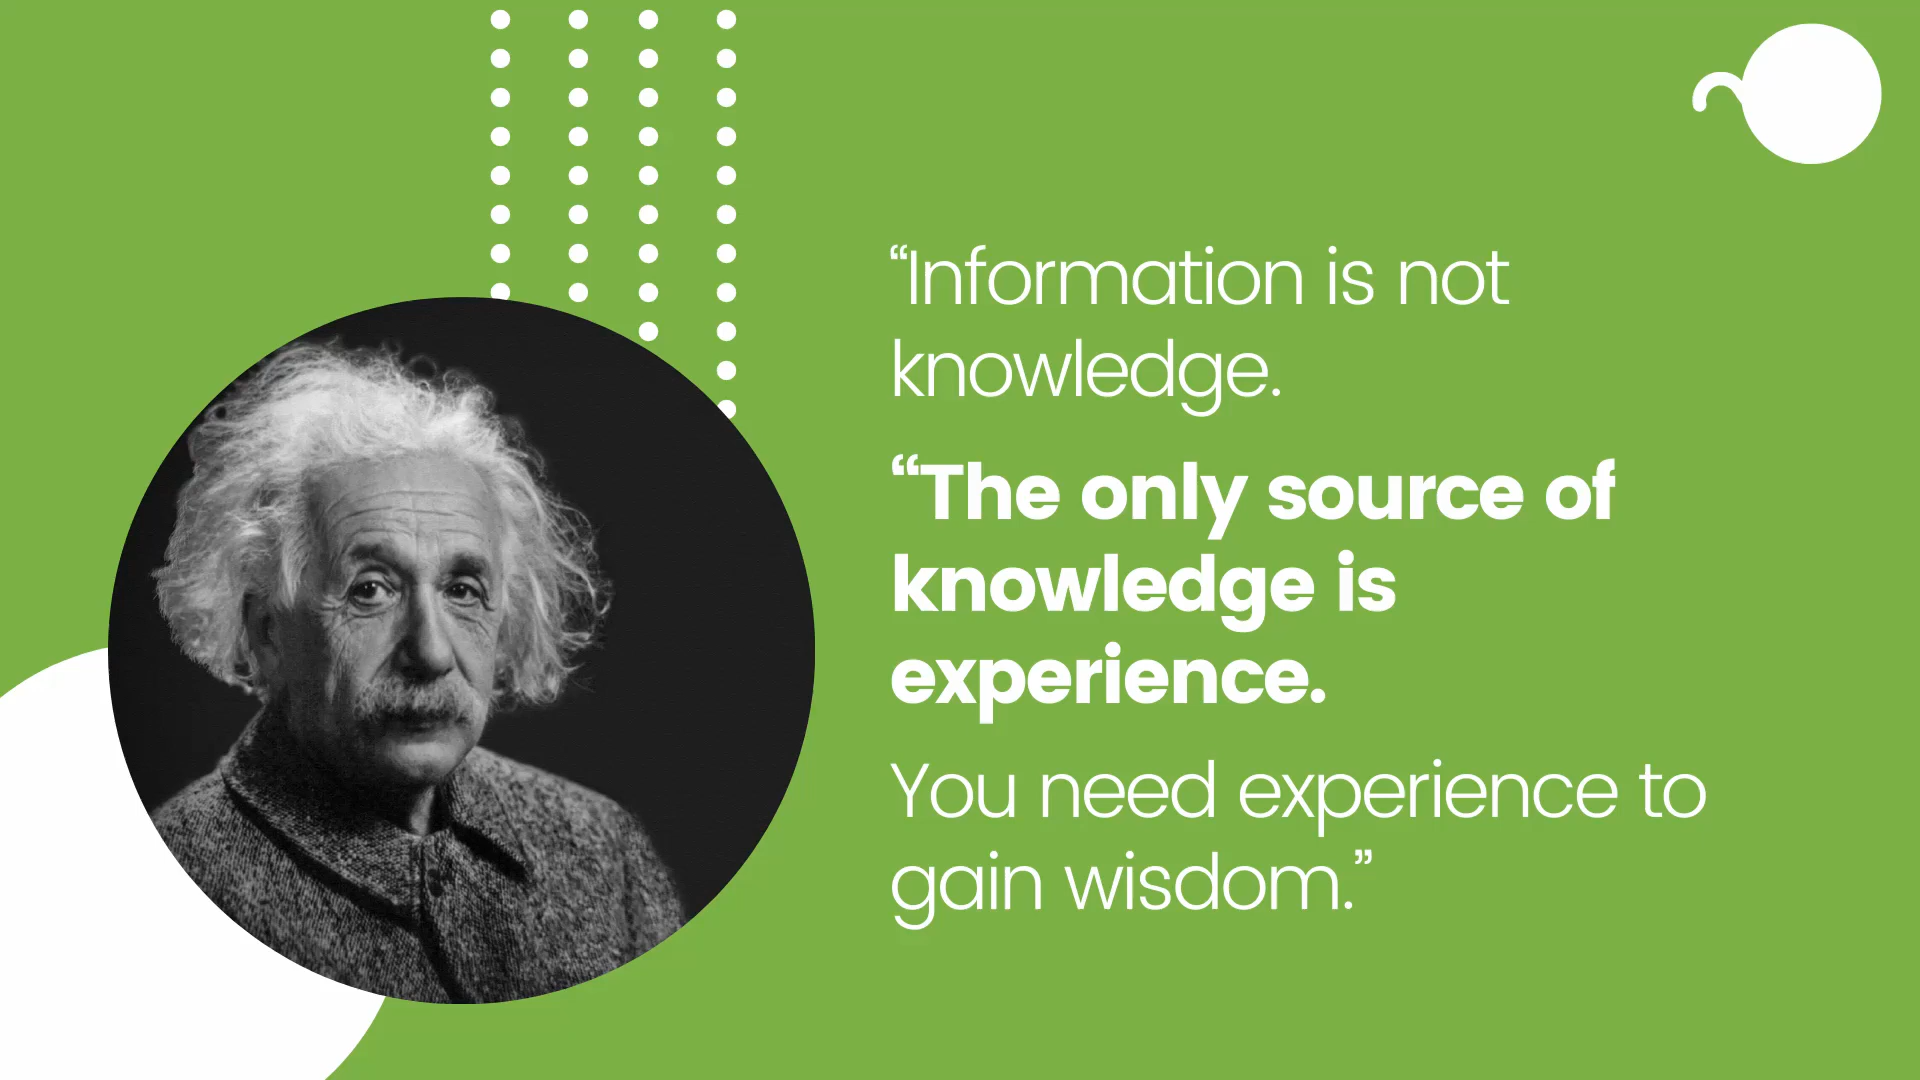 “Information is not
knowledge.
“The only source of
knowledge is
experience.
You need experience to
gain wisdom.”